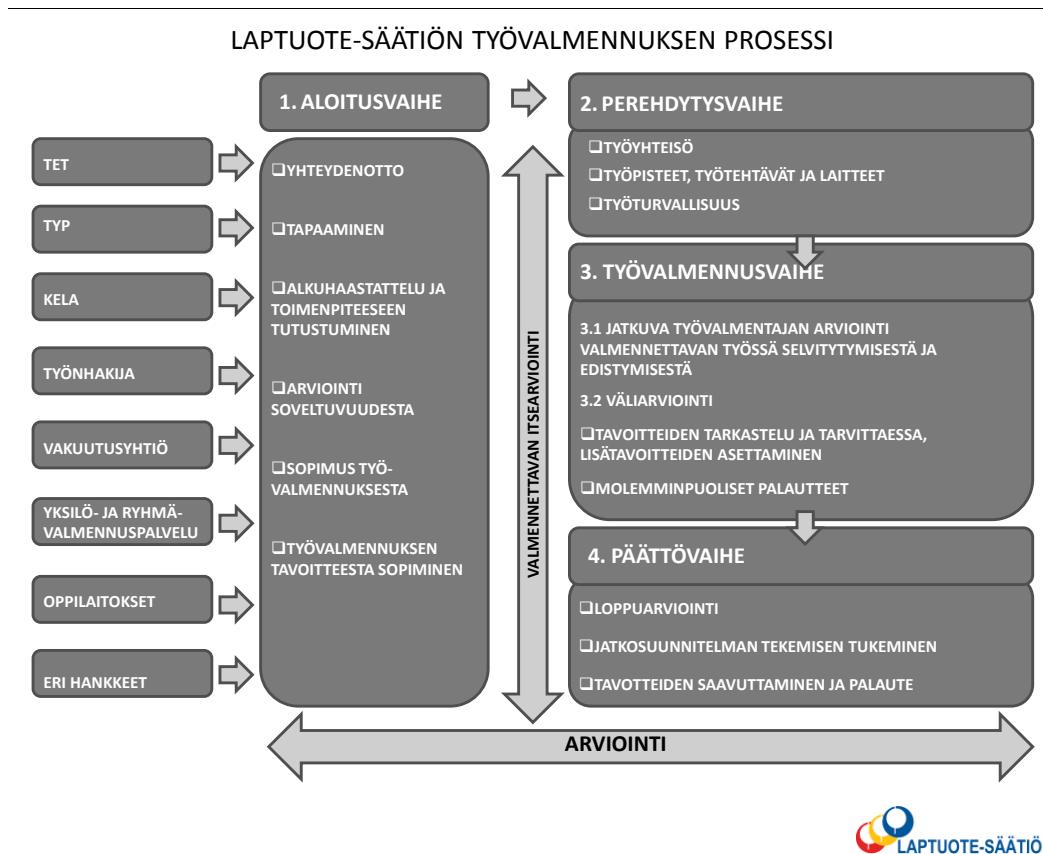 LAPTUOTE-SÄÄTIÖN TYÖVALMENNUKSEN PROSESSI
TET
TYP
KELA
TYÖNHAKIJA
VAKUUTUSYHTIÖ
YKSILÖ- JA RYHMÄ-
VALMENNUSPALVELU
OPPILAITOKSET
ERI HANKKEET
1. ALOITUSVAIHE
❑YHTEYDENOTTO
❑TAPAAMINEN
❑ALKUHAASTATTELU JA
TOIMENPITEESEEN
TUTUSTUMINEN
❑ARVIOINTI
SOVELTUVUUDESTA
❑SOPIMUS TYÖ-
VALMENNUKSESTA
❑TYÖVALMENNUKSEN
TAVOITTEESTA SOPIMINEN
VALMENNETTAVAN ITSEARVIOINTI
2. PEREHDYTYSVAIHE
❑TYÖYHTEISÖ
❑TYÖPISTEET, TYÖTEHTÄVÄT JA LAITTEET
❑TYÖTURVALLISUUS
3. TYÖVALMENNUSVAIHE
3.1 JATKUVA TYÖVALMENTAJAN ARVIOINTI
VALMENNETTAVAN TYÖSSÄ SELVITYTYMISESTÄ JA
EDISTYMISESTÄ
3.2 VÄLIARVIOINTI
❑TAVOITTEIDEN TARKASTELU JA TARVITTAESSA,
LISÄTAVOITTEIDEN ASETTAMINEN
❑MOLEMMINPUOLISET PALAUTTEET
4. PÄÄTTÖVAIHE
❑LOPPUARVIOINTI
❑JATKOSUUNNITELMAN TEKEMISEN TUKEMINEN
❑TAVOTTEIDEN SAAVUTTAMINEN JA PALAUTE
ARVIOINTI
LAPTUOTE-SÄÄTIÖ